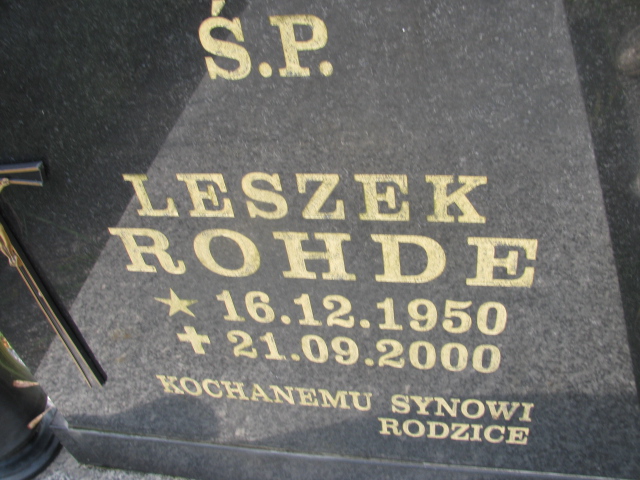 Ś.P.
LESZEK
ROHDE
★ 16.12.1950
✝ 21.09.2000
KOCHANEMU SYNOWI
RODZICE